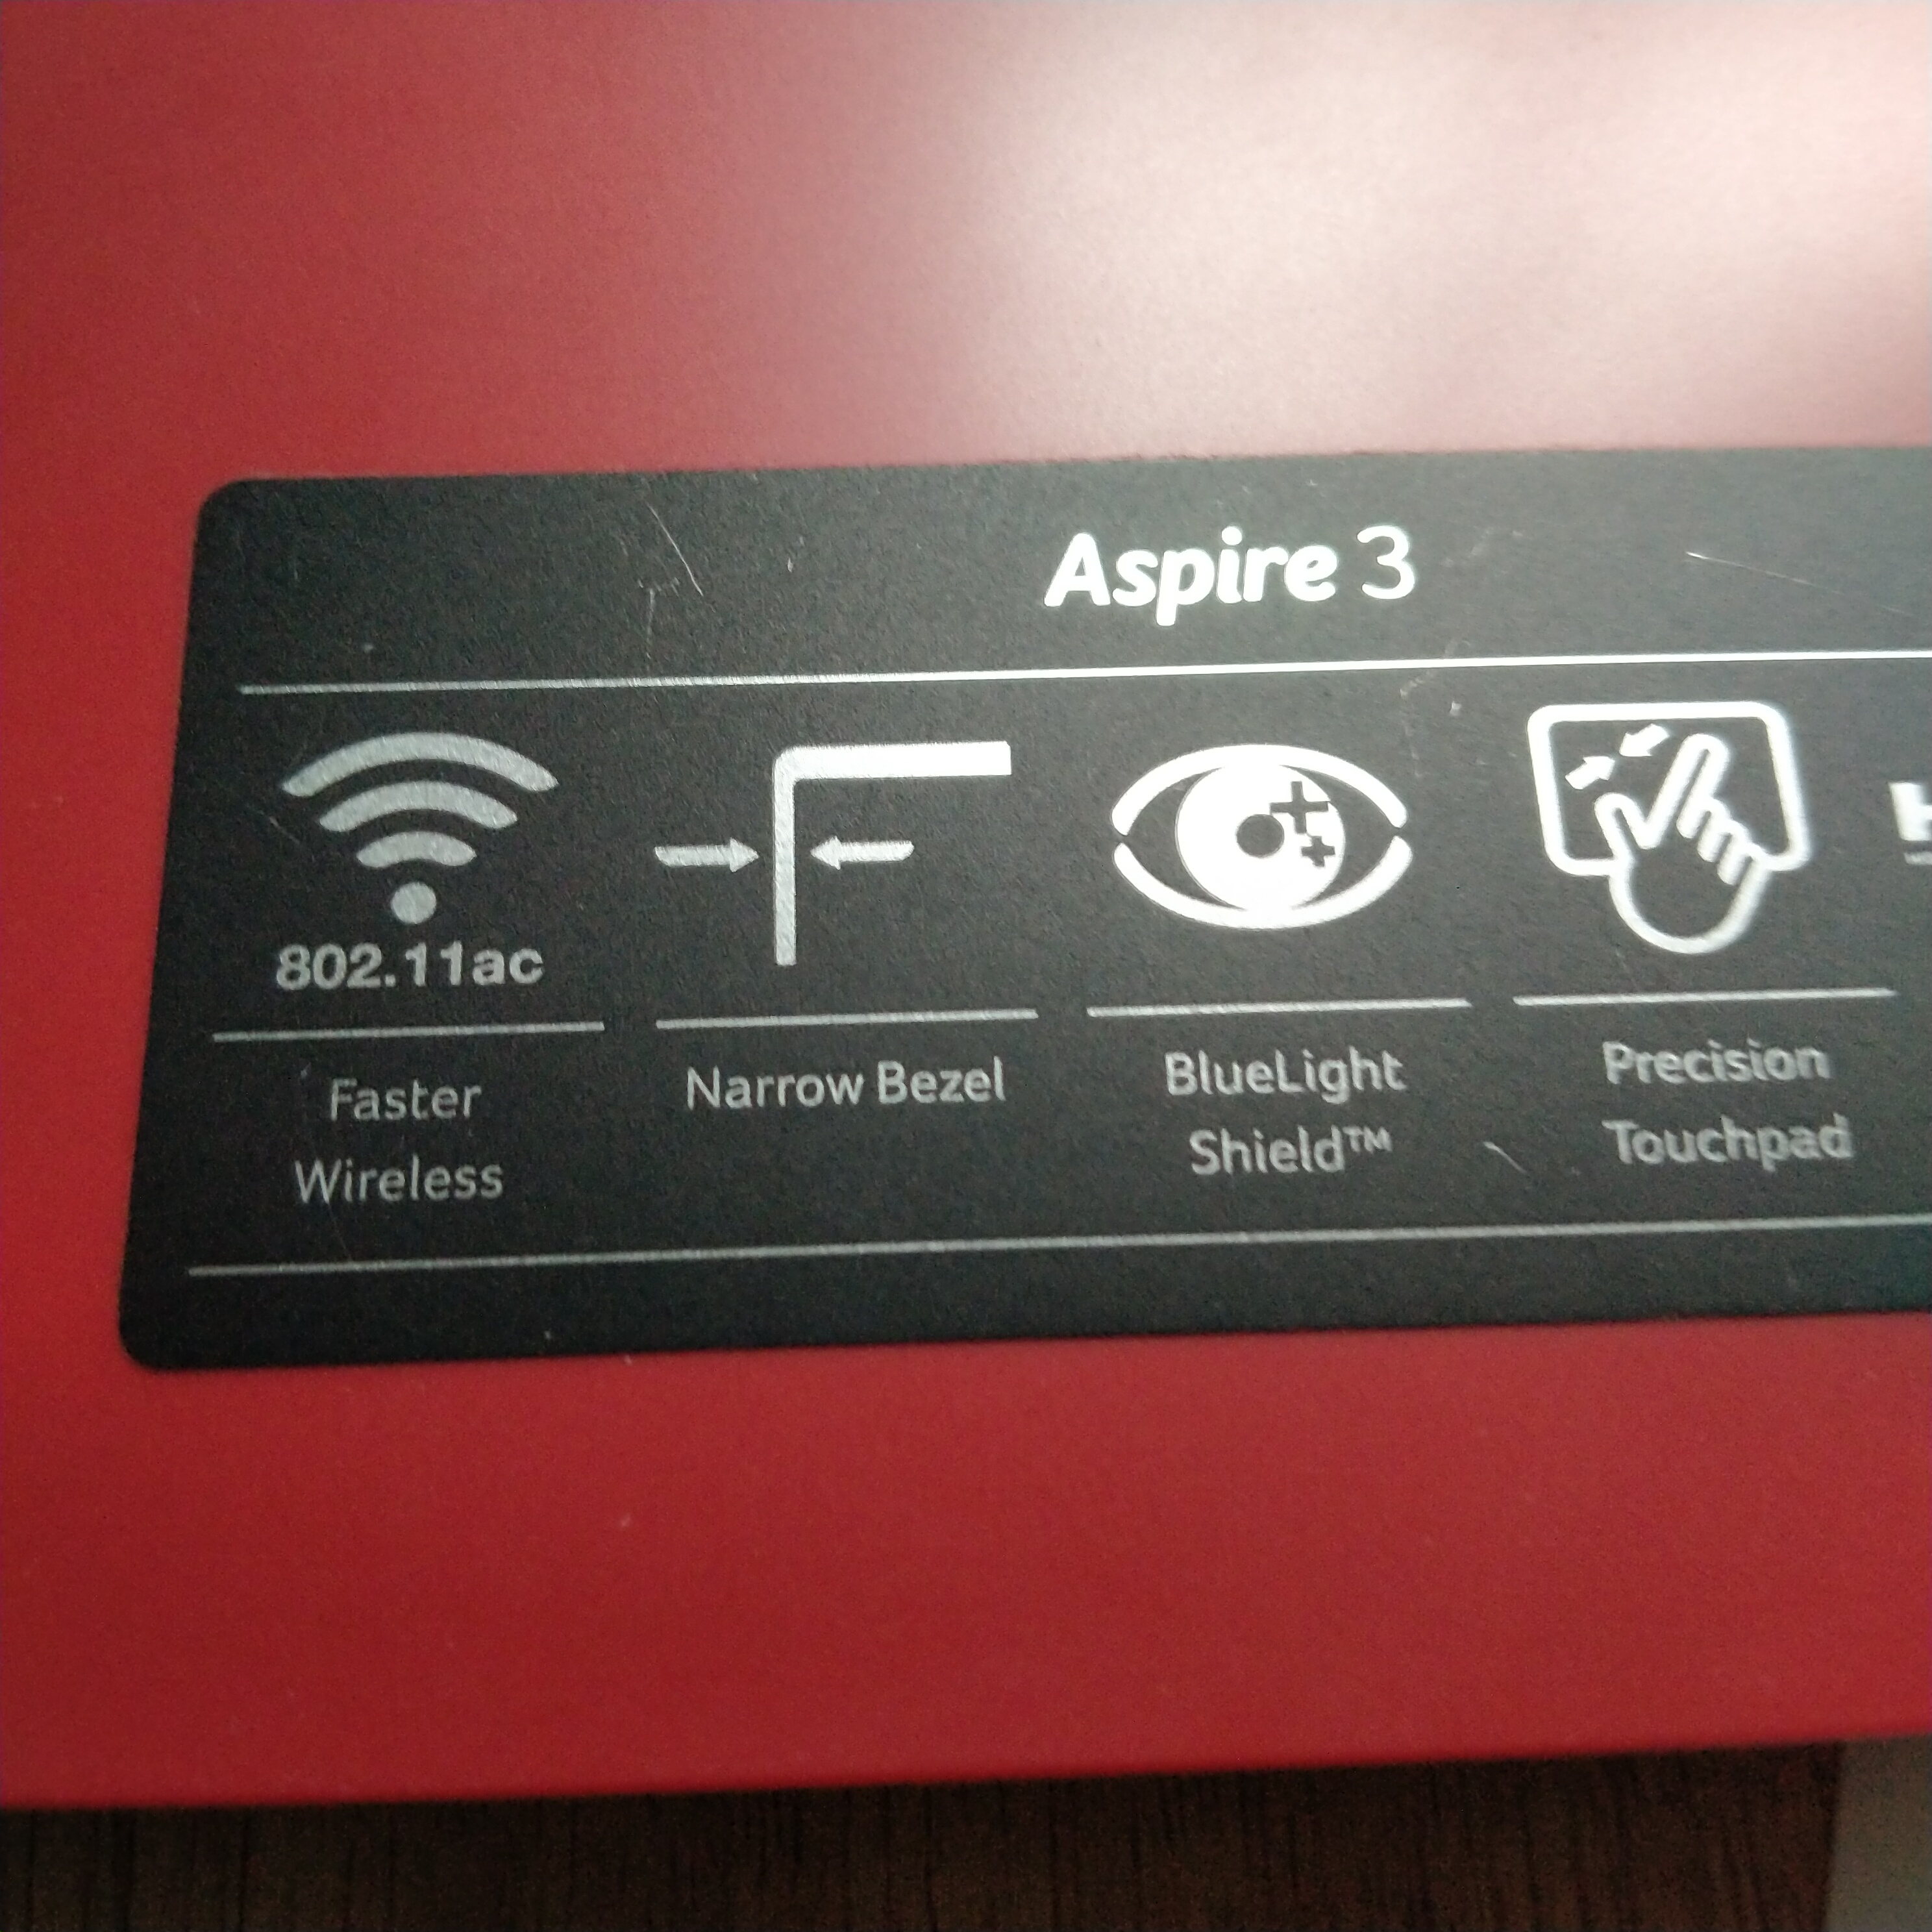 Aspire 3
802.11ac
Faster
Wireless
Narrow Bezel
BlueLight
Shield™
Precision
Touchpad